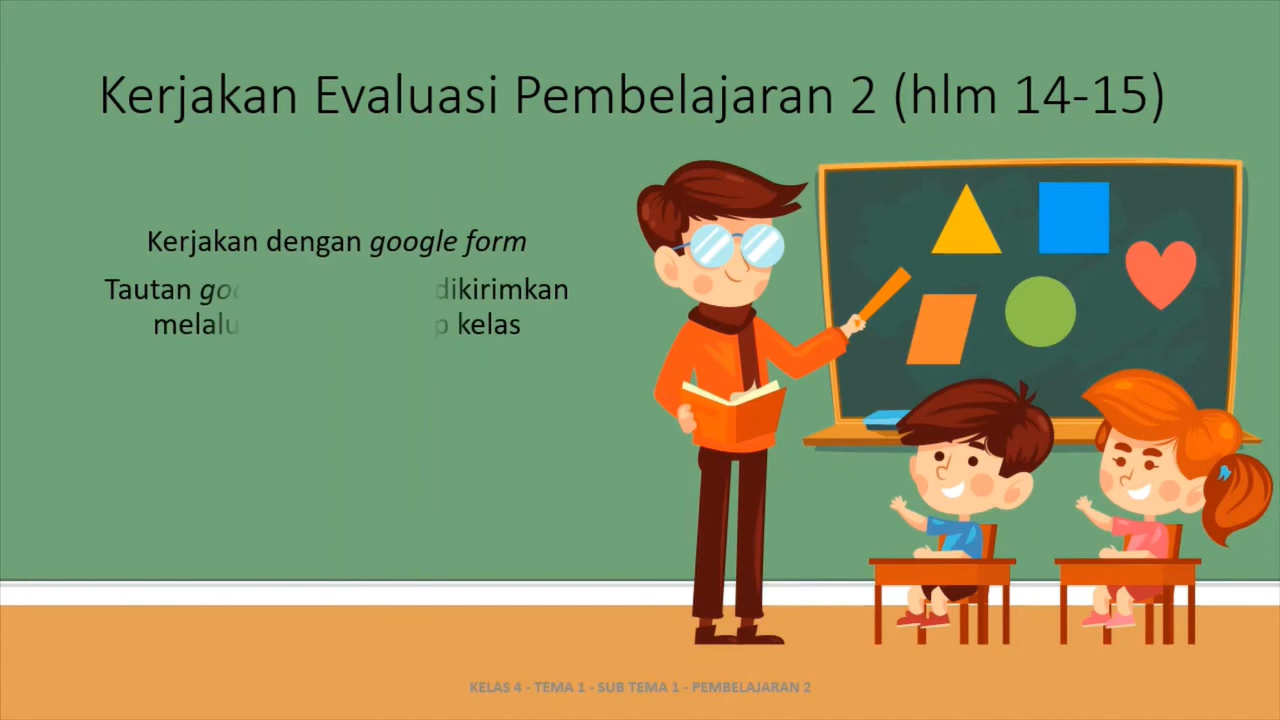 Kerjakan Evaluasi Pembelajaran 2 (hlm 14-15)
Kerjakan dengan google form
Tautan dikirimkan
kelas
KELAS 4 - TEMA 1 - SUB TEMA 1 - PEMBELAJARAN 2